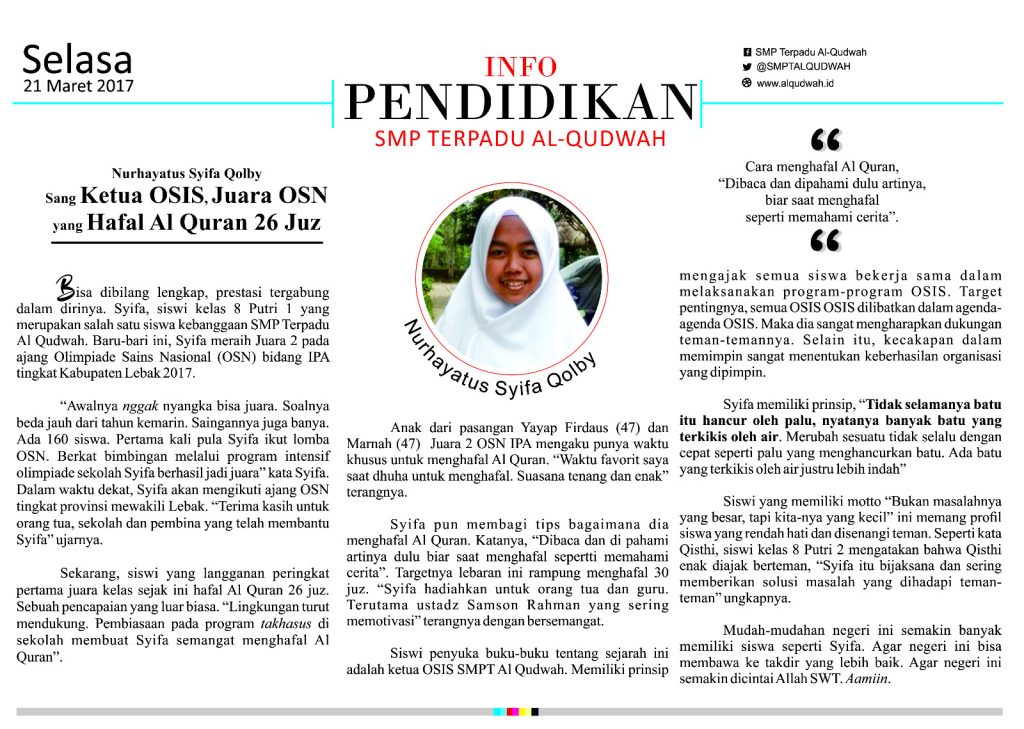 Selasa
21 Maret 2017
INFO
PENDIDIKAN
SMP TERPADU AL-QUDWAH
SMP Terpadu Al-Qudwah
@SMPTALQUDWAH
www.alqudwah.id
Nurhayatus Syifa Qolby
Sang Ketua OSIS, Juara OSN
yang Hafal Al Quran 26 Juz
Bisa dibilang lengkap, prestasi tergabung
dalam dirinya. Syifa, siswi kelas 8 Putri 1 yang
merupakan salah satu siswa kebanggaan SMP Terpadu
Al Qudwah. Baru-bari ini, Syifa meraih Juara 2 pada
ajang Olimpiade Sains Nasional (OSN) bidang IPA
tingkat Kabupaten Lebak 2017.
“Awalnya nggak nyangka bisa juara. Soalnya
beda jauh dari tahun kemarin. Saingannya juga banya.
Ada 160 siswa. Pertama kali pula Syifa ikut lomba
OSN. Berkat bimbingan melalui program intensif
olimpiade sekolah Syifa berhasil jadi juara” kata Syifa.
Dalam waktu dekat, Syifa akan mengikuti ajang OSN
tingkat provinsi mewakili Lebak. “Terima kasih untuk
orang tua, sekolah dan pembina yang telah membantu
Syifa” ujarnya.
Sekarang, siswi yang langganan peringkat
pertama juara kelas sejak ini hafal Al Quran 26 juz.
Sebuah pencapaian yang luar biasa. “Lingkungan turut
mendukung. Pembiasaan pada program takhasus di
sekolah membuat Syifa semangat menghafal Al
Quran”.
Nurhayatus Syifa Qolby
Anak dari pasangan Yayap Firdaus (47) dan
Marnah (47) Juara 2 OSN IPA mengaku punya waktu
khusus untuk menghafal Al Quran. “Waktu favorit saya
saat dhuha untuk menghafal. Suasana tenang dan enak”
terangnya.
Syifa pun membagi tips bagaimana dia
menghafal Al Quran. Katanya, “Dibaca dan di pahami
artinya dulu biar saat menghafal sepertti memahami
cerita”. Targetnya lebaran ini rampung menghafal 30
juz. “Syifa hadiahkan untuk orang tua dan guru.
Terutama ustadz Samson Rahman yang sering
memotivasi” terangnya dengan bersemangat.
Siswi penyuka buku-buku tentang sejarah ini
adalah ketua OSIS SMPT Al Qudwah. Memiliki prinsip
“
Cara menghafal Al Quran,
“Dibaca dan dipahami dulu artinya,
biar saat menghafal
seperti memahami cerita”.
“
mengajak semua siswa bekerja sama dalam
melaksanakan program-program OSIS. Target
pentingnya, semua OSIS OSIS dilibatkan dalam agenda-
agenda OSIS. Maka dia sangat mengharapkan dukungan
teman-temannya. Selain itu, kecakapan dalam
memimpin sangat menentukan keberhasilan organisasi
yang dipimpin.
Syifa memiliki prinsip, “Tidak selamanya batu
itu hancur oleh palu, nyatanya banyak batu yang
terkikis oleh air. Merubah sesuatu tidak selalu dengan
cepat seperti palu yang menghancurkan batu. Ada batu
yang terkikis oleh air justru lebih indah”
Siswi yang memiliki motto “Bukan masalahnya
yang besar, tapi kita-nya yang kecil” ini memang profil
siswa yang rendah hati dan disenangi teman. Seperti kata
Qisthi, siswi kelas 8 Putri 2 mengatakan bahwa Qisthi
enak diajak berteman, “Syifa itu bijaksana dan sering
memberikan solusi masalah yang dihadapi teman-
teman” ungkapnya.
Mudah-mudahan negeri ini semakin banyak
memiliki siswa seperti Syifa. Agar negeri ini bisa
membawa ke takdir yang lebih baik. Agar negeri ini
semakin dicintai Allah SWT. Aamiin.